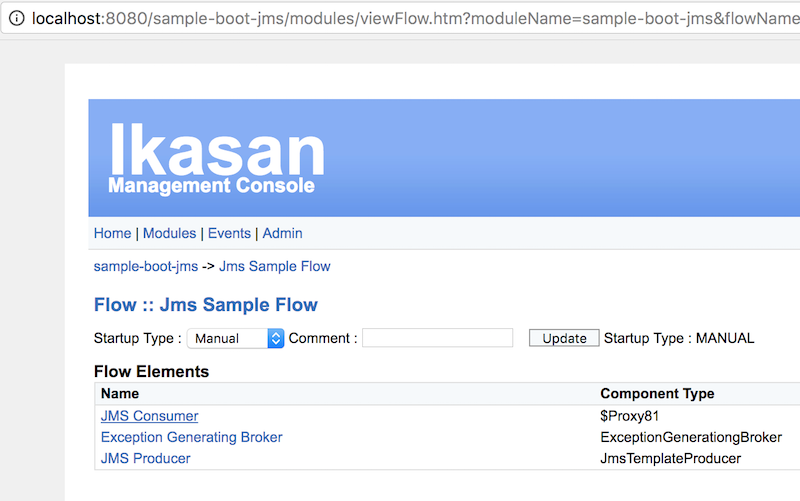 localhost:8080/sample-boot-jms/modules/viewFlow.htm?moduleName=sample-boot-jms&flowName
Ikasan
Management Console
Home | Modules | Events | Admin
sample-boot-jms -> Jms Sample Flow
Flow :: Jms Sample Flow
Startup Type : Manual Comment : Update Startup Type : MANUAL
Flow Elements
Name Component Type
JMS Consumer $Proxy81
Exception Generating Broker ExceptionGenerationgBroker
JMS Producer JmsTemplateProducer